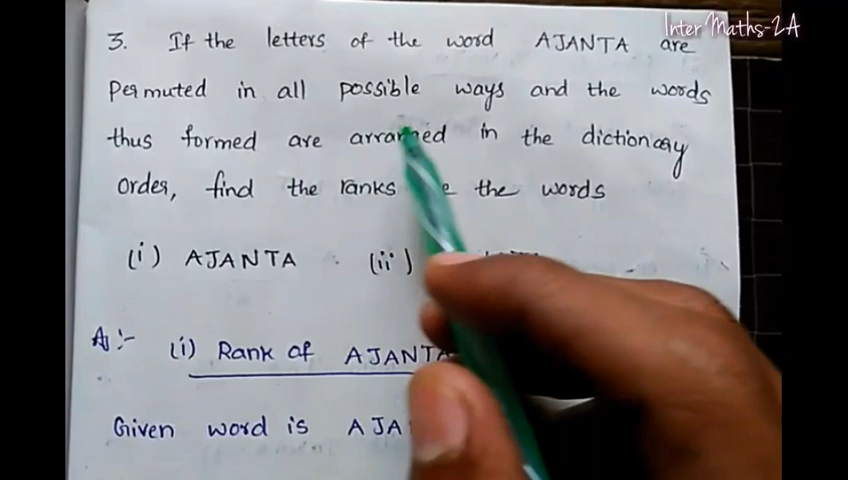 Inter Maths-2A
3. If the letters of the word AJANTA are
Permuted in all possible ways and the words
thus formed are in the dictionary
order, find the ranks the words
(i) AJANTA (ii)
A :- (i) Rank of AJANTA
Given word is